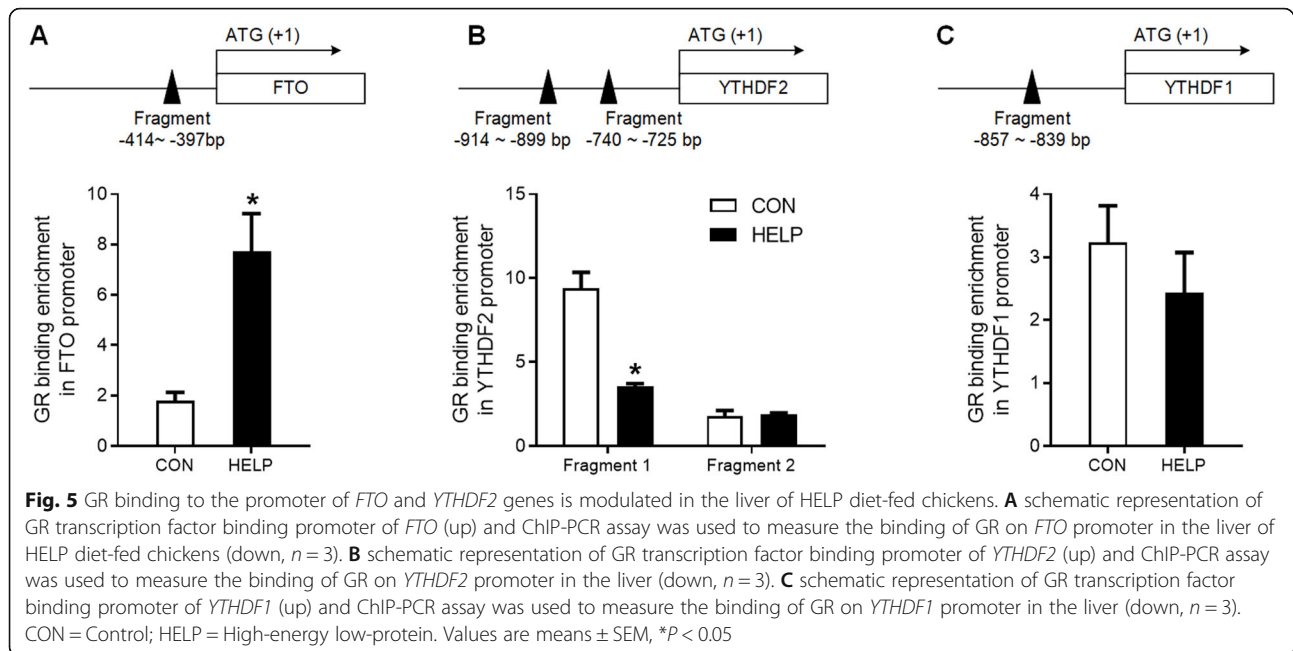 A
ATG (+1)
FTO
Fragment
-414~ -397bp
GR binding enrichment
in FTO promoter
10
8
6
4
2
0
*
CON
HELP
B
ATG (+1)
YTHDF2
Fragment
Fragment
-914 ~ -899 bp
-740 ~ -725 bp
GR binding enrichment
in YTHDF2 promoter
15
10
5
0
CON
HELP
*
Fragment 1
Fragment 2
C
ATG (+1)
YTHDF1
Fragment
-857 ~ -839 bp
GR binding enrichment
in YTHDF1 promoter
4
3
2
1
0
CON
HELP
Fig. 5 GR binding to the promoter of FTO and YTHDF2 genes is modulated in the liver of HELP diet-fed chickens. A schematic representation of
GR transcription factor binding promoter of FTO (up) and ChIP-PCR assay was used to measure the binding of GR on FTO promoter in the liver of
HELP diet-fed chickens (down, n = 3). B schematic representation of GR transcription factor binding promoter of YTHDF2 (up) and ChIP-PCR assay
was used to measure the binding of GR on YTHDF2 promoter in the liver (down, n = 3). C schematic representation of GR transcription factor
binding promoter of YTHDF1 (up) and ChIP-PCR assay was used to measure the binding of GR on YTHDF1 promoter in the liver (down, n = 3).
CON = Control; HELP = High-energy low-protein. Values are means ± SEM, *P < 0.05